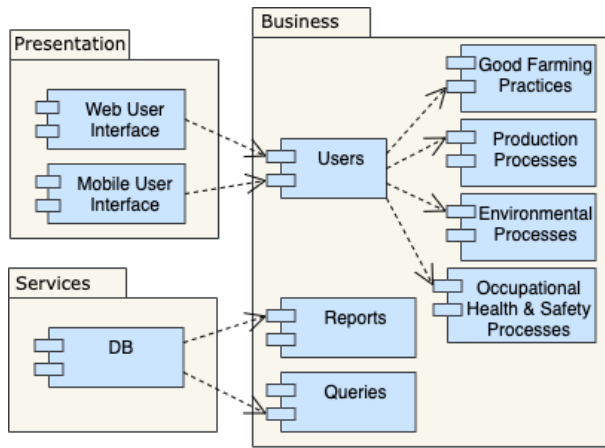 Presentation
Web User
Interface
Mobile User
Interface
Services
DB
Business
Users
Reports
Queries
Good Farming
Practices
Production
Processes
Environmental
Processes
Occupational
Health & Safety
Processes